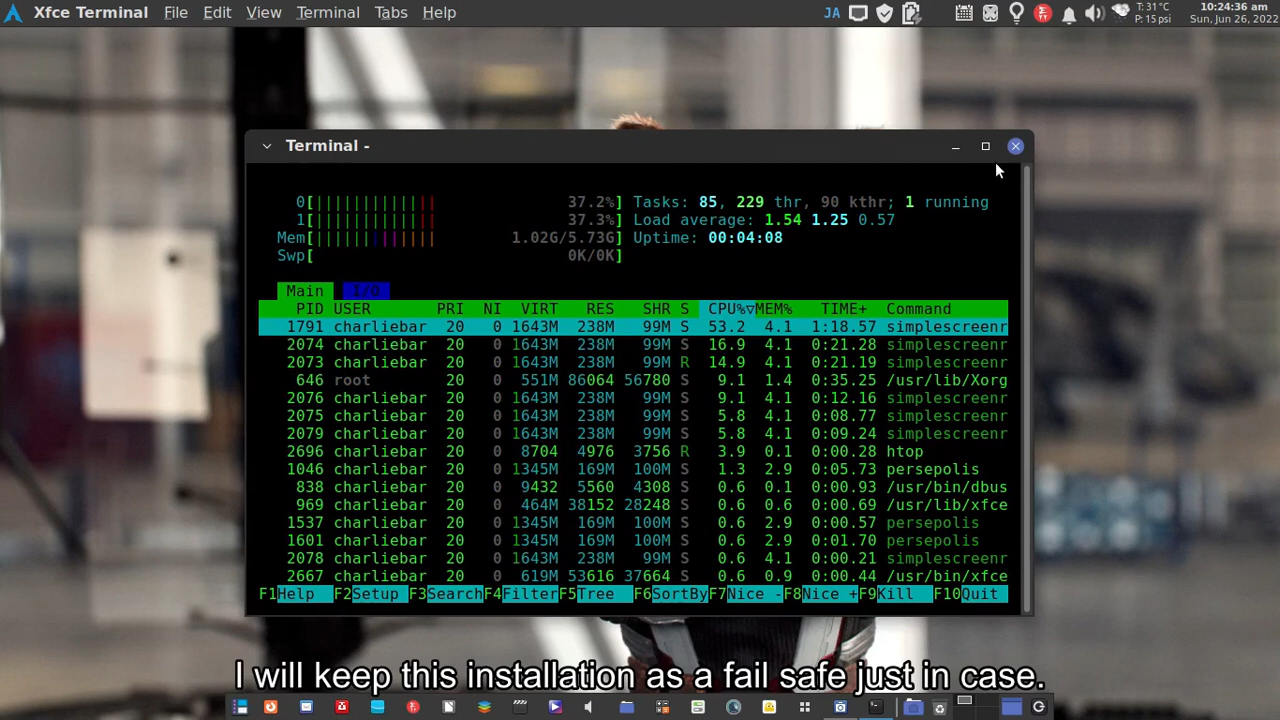 Xfce Terminal File Edit View Terminal Tabs Help JA T: 31°C 10:24:36 am
P: 15 psi Sun, Jun 26, 2022
Terminal -
0[||||||||||||| 37.2%] Tasks: 85, 229 thr, 90 kthr; 1 running
1[||||||||||||| 37.3%] Load average: 1.54 1.25 0.57
Mem[||||||||||||| 1.02G/5.73G] Uptime: 00:04:08
Swp[ 0K/0K]
Main I/O
PID USER PRI NI VIRT RES SHR S CPU%▽MEM% TIME+ Command
1791 charliebar 20 0 1643M 238M 99M S 53.2 4.1 1:18.57 simplescreenr
2074 charliebar 20 0 1643M 238M 99M S 16.9 4.1 0:21.28 simplescreenr
2073 charliebar 20 0 1643M 238M 99M R 14.9 4.1 0:21.19 simplescreenr
646 root 20 0 551M 86064 56780 S 9.1 1.4 0:35.25 /usr/lib/Xorg
2076 charliebar 20 0 1643M 238M 99M S 9.1 4.1 0:12.16 simplescreenr
2075 charliebar 20 0 1643M 238M 99M S 5.8 4.1 0:08.77 simplescreenr
2079 charliebar 20 0 1643M 238M 99M S 5.8 4.1 0:09.24 simplescreenr
2696 charliebar 20 0 8704 4976 3756 R 3.9 0.1 0:00.28 htop
1046 charliebar 20 0 1345M 169M 100M S 1.3 2.9 0:05.73 persepolis
838 charliebar 20 0 9432 5560 4308 S 0.6 0.1 0:00.93 /usr/bin/dbus
969 charliebar 20 0 464M 38152 28248 S 0.6 0.6 0:00.69 /usr/lib/xfce
1537 charliebar 20 0 1345M 169M 100M S 0.6 2.9 0:00.57 persepolis
1601 charliebar 20 0 1345M 169M 100M S 0.6 2.9 0:01.70 persepolis
2078 charliebar 20 0 1643M 238M 99M S 0.6 4.1 0:00.21 simplescreenr
2667 charliebar 20 0 619M 53616 37664 S 0.6 0.9 0:00.44 /usr/bin/xfce
F1Help F2Setup F3SearchF4FilterF5Tree F6SortByF7Nice -F8Nice +F9Kill F10Quit
I will keep this installation as a fail safe just in case.